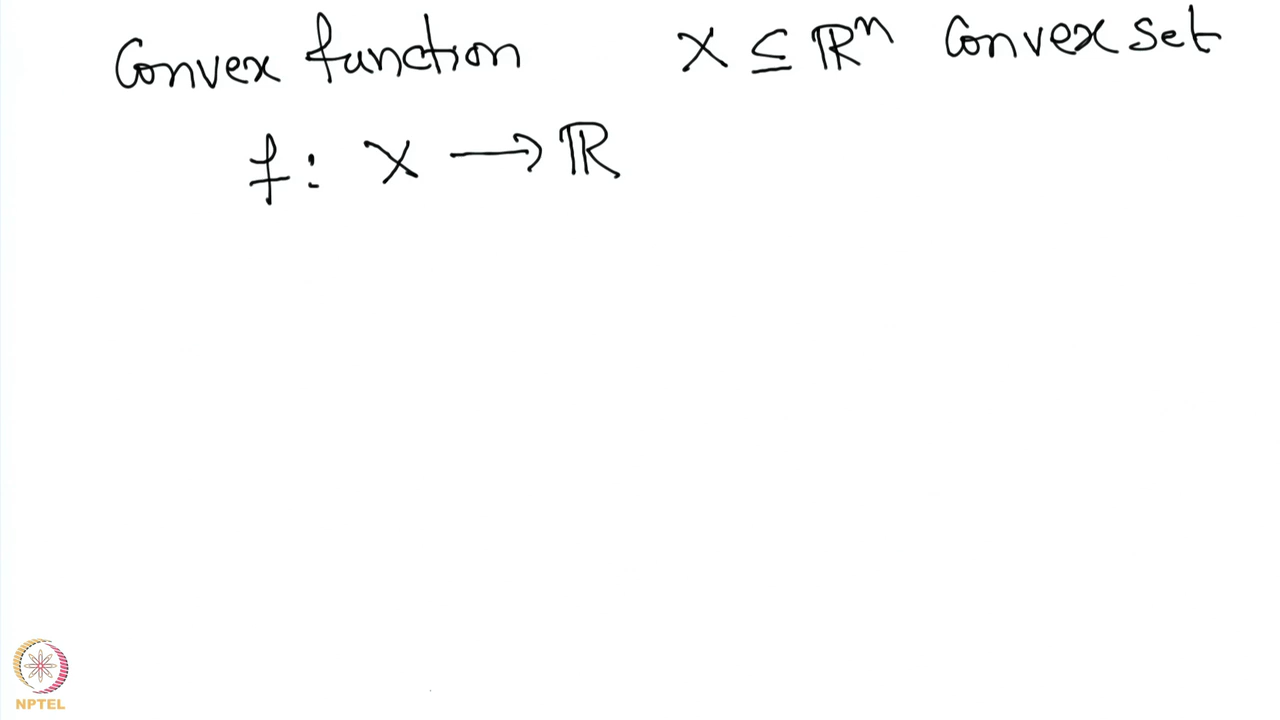 Convex function X ⊆ ℝⁿ Convex set
f : X ⟶ ℝ
NPTEL